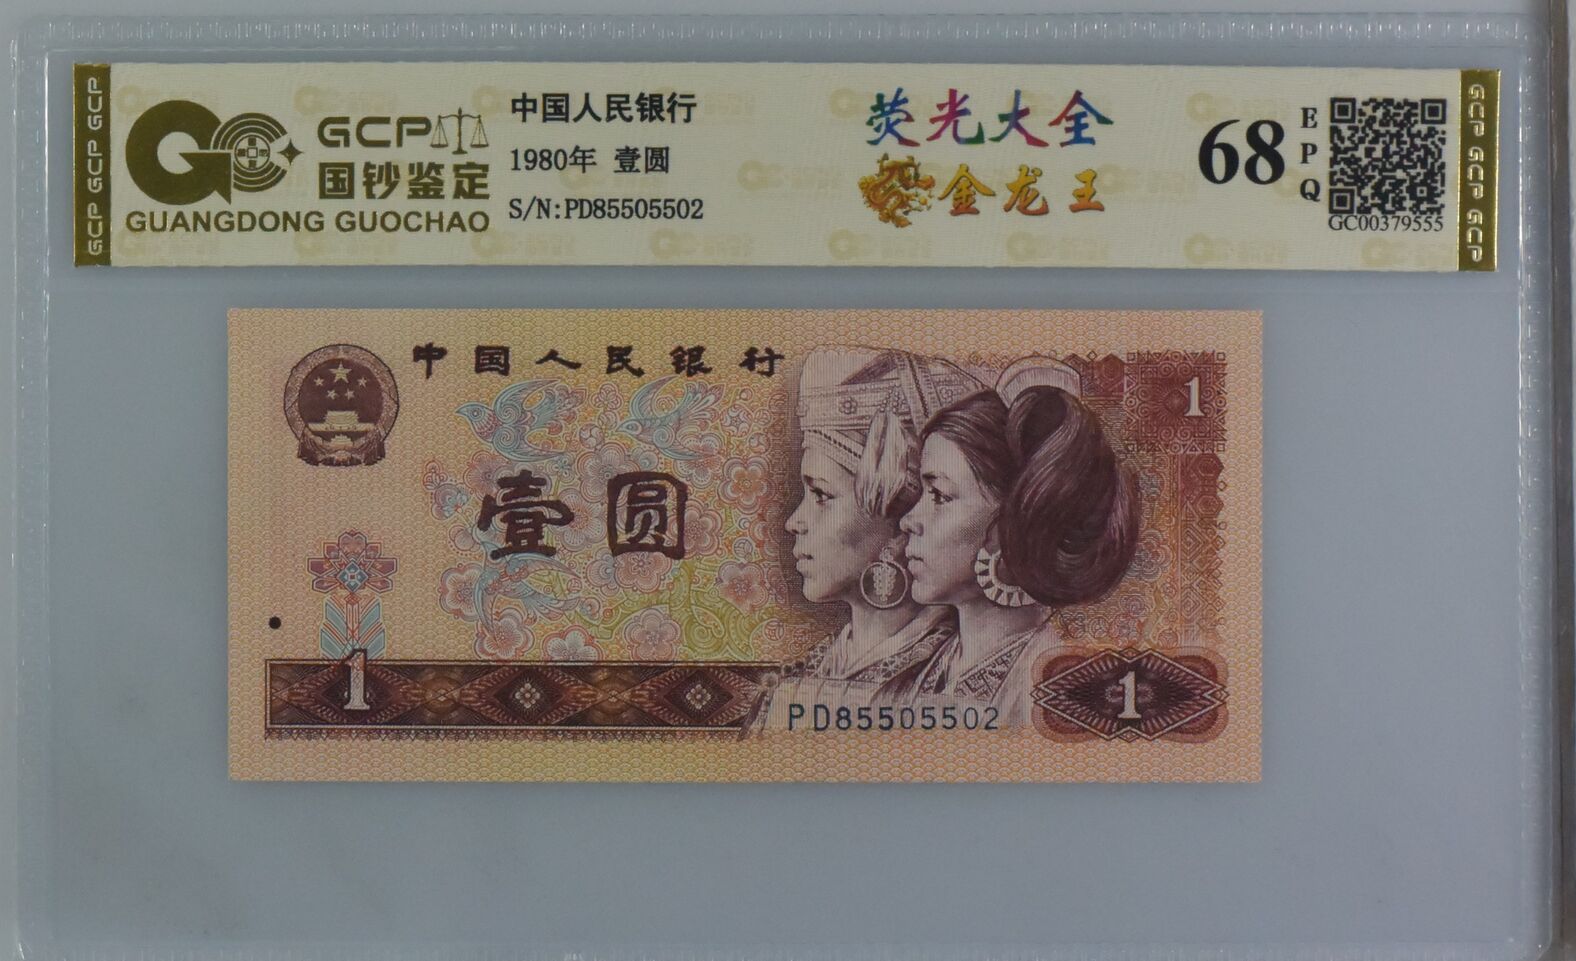 GCP GCP GCP
GCP
国钞鉴定
GUANGDONG GUOCHAO
中国人民银行
1980年 壹圆
S/N:PD85505502
荧光大全
金龙王
68
EPQ
GC00379555
GCP GCP GCP
中国人民银行
1
壹圆
1
PD85505502
1